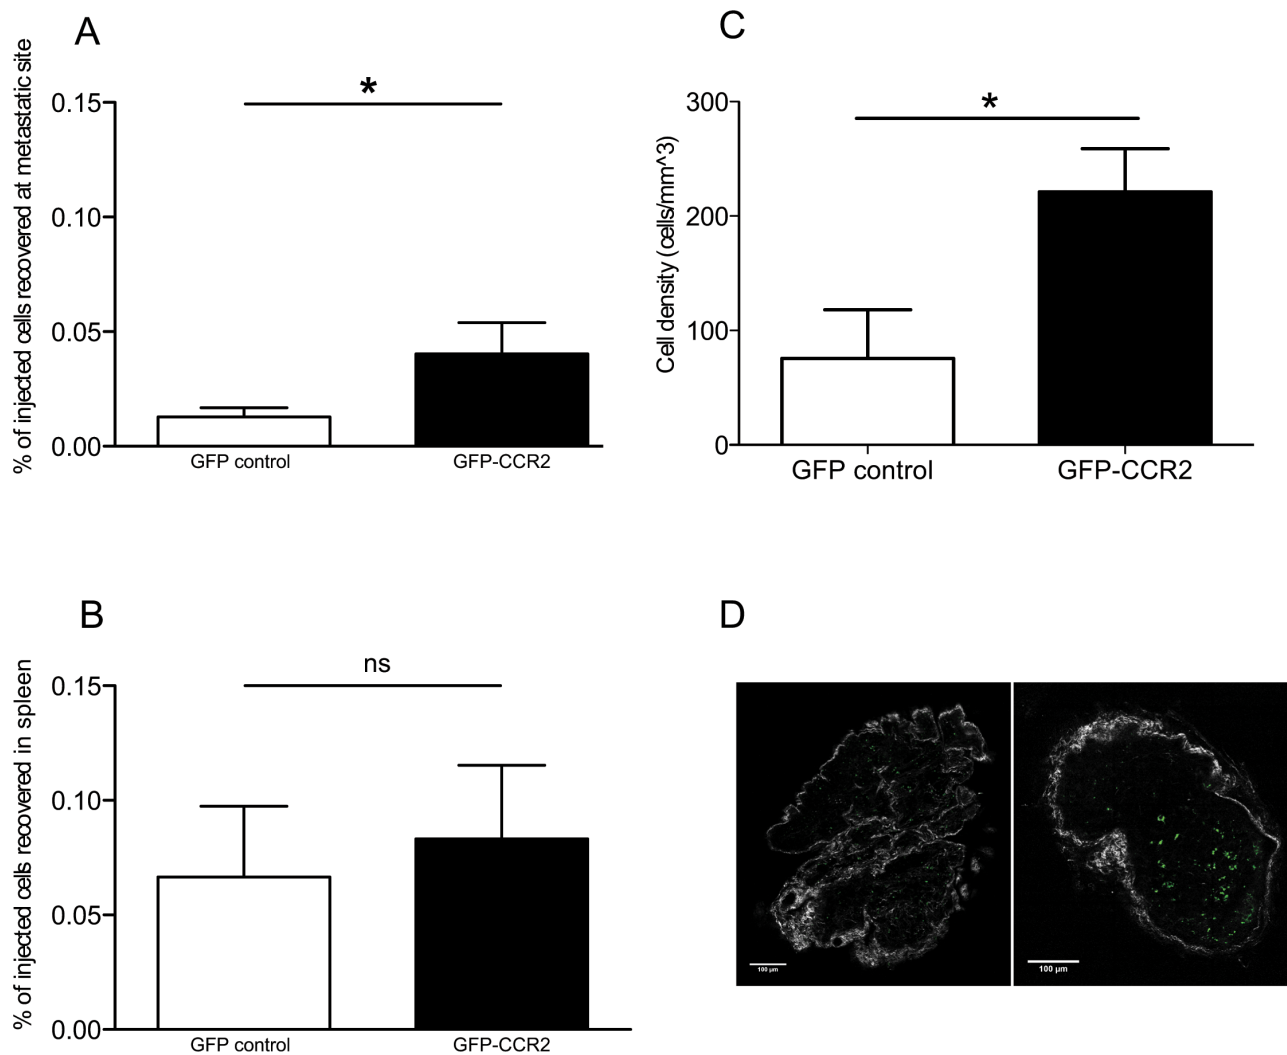 A
% of injected cells recovered at metastatic site
*
0.15
0.10
0.05
0.00
GFP control
GFP-CCR2
C
Cell density (cells/mm^3)
*
300
200
100
0
GFP control
GFP-CCR2
B
% of injected cells recovered in spleen
ns
0.15
0.10
0.05
0.00
GFP control
GFP-CCR2
D
100 µm
100 µm